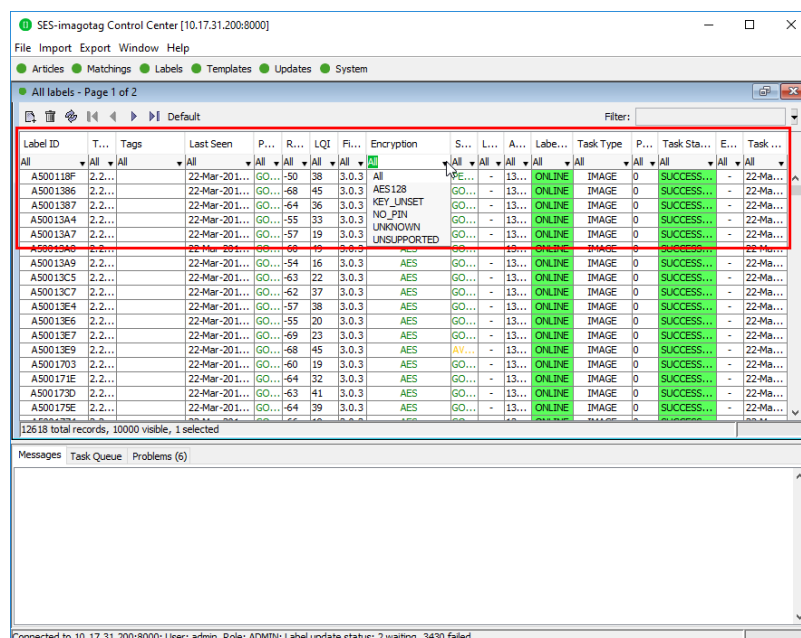 SES-imagotag Control Center [10.17.31.200:8000]
File Import Export Window Help
Articles Matchings Labels Templates Updates System
All labels - Page 1 of 2
Default Filter:
Label ID T... Tags Last Seen P... R... LQI Fi... Encryption S... L... A... Labe... Task Type P... Task Sta... E... Task ...
All All All All All All All All All All All All All All All All All All
A500118F 2.2... 22-Mar-201... GO... -50 38 3.0.3 All PE... - 13... ONLINE IMAGE 0 SUCCESS... - 22-Ma...
A5001386 2.2... 22-Mar-201... GO... -68 45 3.0.3 AES128 GO... - 13... ONLINE IMAGE 0 SUCCESS... - 22-Ma...
A5001387 2.2... 22-Mar-201... GO... -64 36 3.0.3 KEY_UNSET GO... - 13... ONLINE IMAGE 0 SUCCESS... - 22-Ma...
A50013A4 2.2... 22-Mar-201... GO... -55 33 3.0.3 NO_PIN GO... - 13... ONLINE IMAGE 0 SUCCESS... - 22-Ma...
A50013A7 2.2... 22-Mar-201... GO... -57 19 3.0.3 UNKNOWN GO... - 13... ONLINE IMAGE 0 SUCCESS... - 22-Ma...
UNSUPPORTED
A50013A9 2.2... 22-Mar-201... GO... -54 16 3.0.3 AES GO... - 13... ONLINE IMAGE 0 SUCCESS... - 22-Ma...
A50013C5 2.2... 22-Mar-201... GO... -63 22 3.0.3 AES GO... - 13... ONLINE IMAGE 0 SUCCESS... - 22-Ma...
A50013C7 2.2... 22-Mar-201... GO... -62 37 3.0.3 AES GO... - 13... ONLINE IMAGE 0 SUCCESS... - 22-Ma...
A50013E4 2.2... 22-Mar-201... GO... -57 38 3.0.3 AES GO... - 13... ONLINE IMAGE 0 SUCCESS... - 22-Ma...
A50013E6 2.2... 22-Mar-201... GO... -55 20 3.0.3 AES GO... - 13... ONLINE IMAGE 0 SUCCESS... - 22-Ma...
A50013E7 2.2... 22-Mar-201... GO... -69 23 3.0.3 AES GO... - 13... ONLINE IMAGE 0 SUCCESS... - 22-Ma...
A50013E9 2.2... 22-Mar-201... GO... -68 45 3.0.3 AES AV... - 13... ONLINE IMAGE 0 SUCCESS... - 22-Ma...
A5001703 2.2... 22-Mar-201... GO... -60 19 3.0.3 AES GO... - 13... ONLINE IMAGE 0 SUCCESS... - 22-Ma...
A500171E 2.2... 22-Mar-201... GO... -64 32 3.0.3 AES GO... - 13... ONLINE IMAGE 0 SUCCESS... - 22-Ma...
A500173D 2.2... 22-Mar-201... GO... -63 41 3.0.3 AES GO... - 13... ONLINE IMAGE 0 SUCCESS... - 22-Ma...
A500175E 2.2... 22-Mar-201... GO... -64 39 3.0.3 AES GO... - 13... ONLINE IMAGE 0 SUCCESS... - 22-Ma...
12618 total records, 10000 visible, 1 selected
Messages Task Queue Problems (6)
Connected to 10.17.31.200:8000; User: admin, Role: ADMIN; Label update status: 2 waiting, 3430 failed